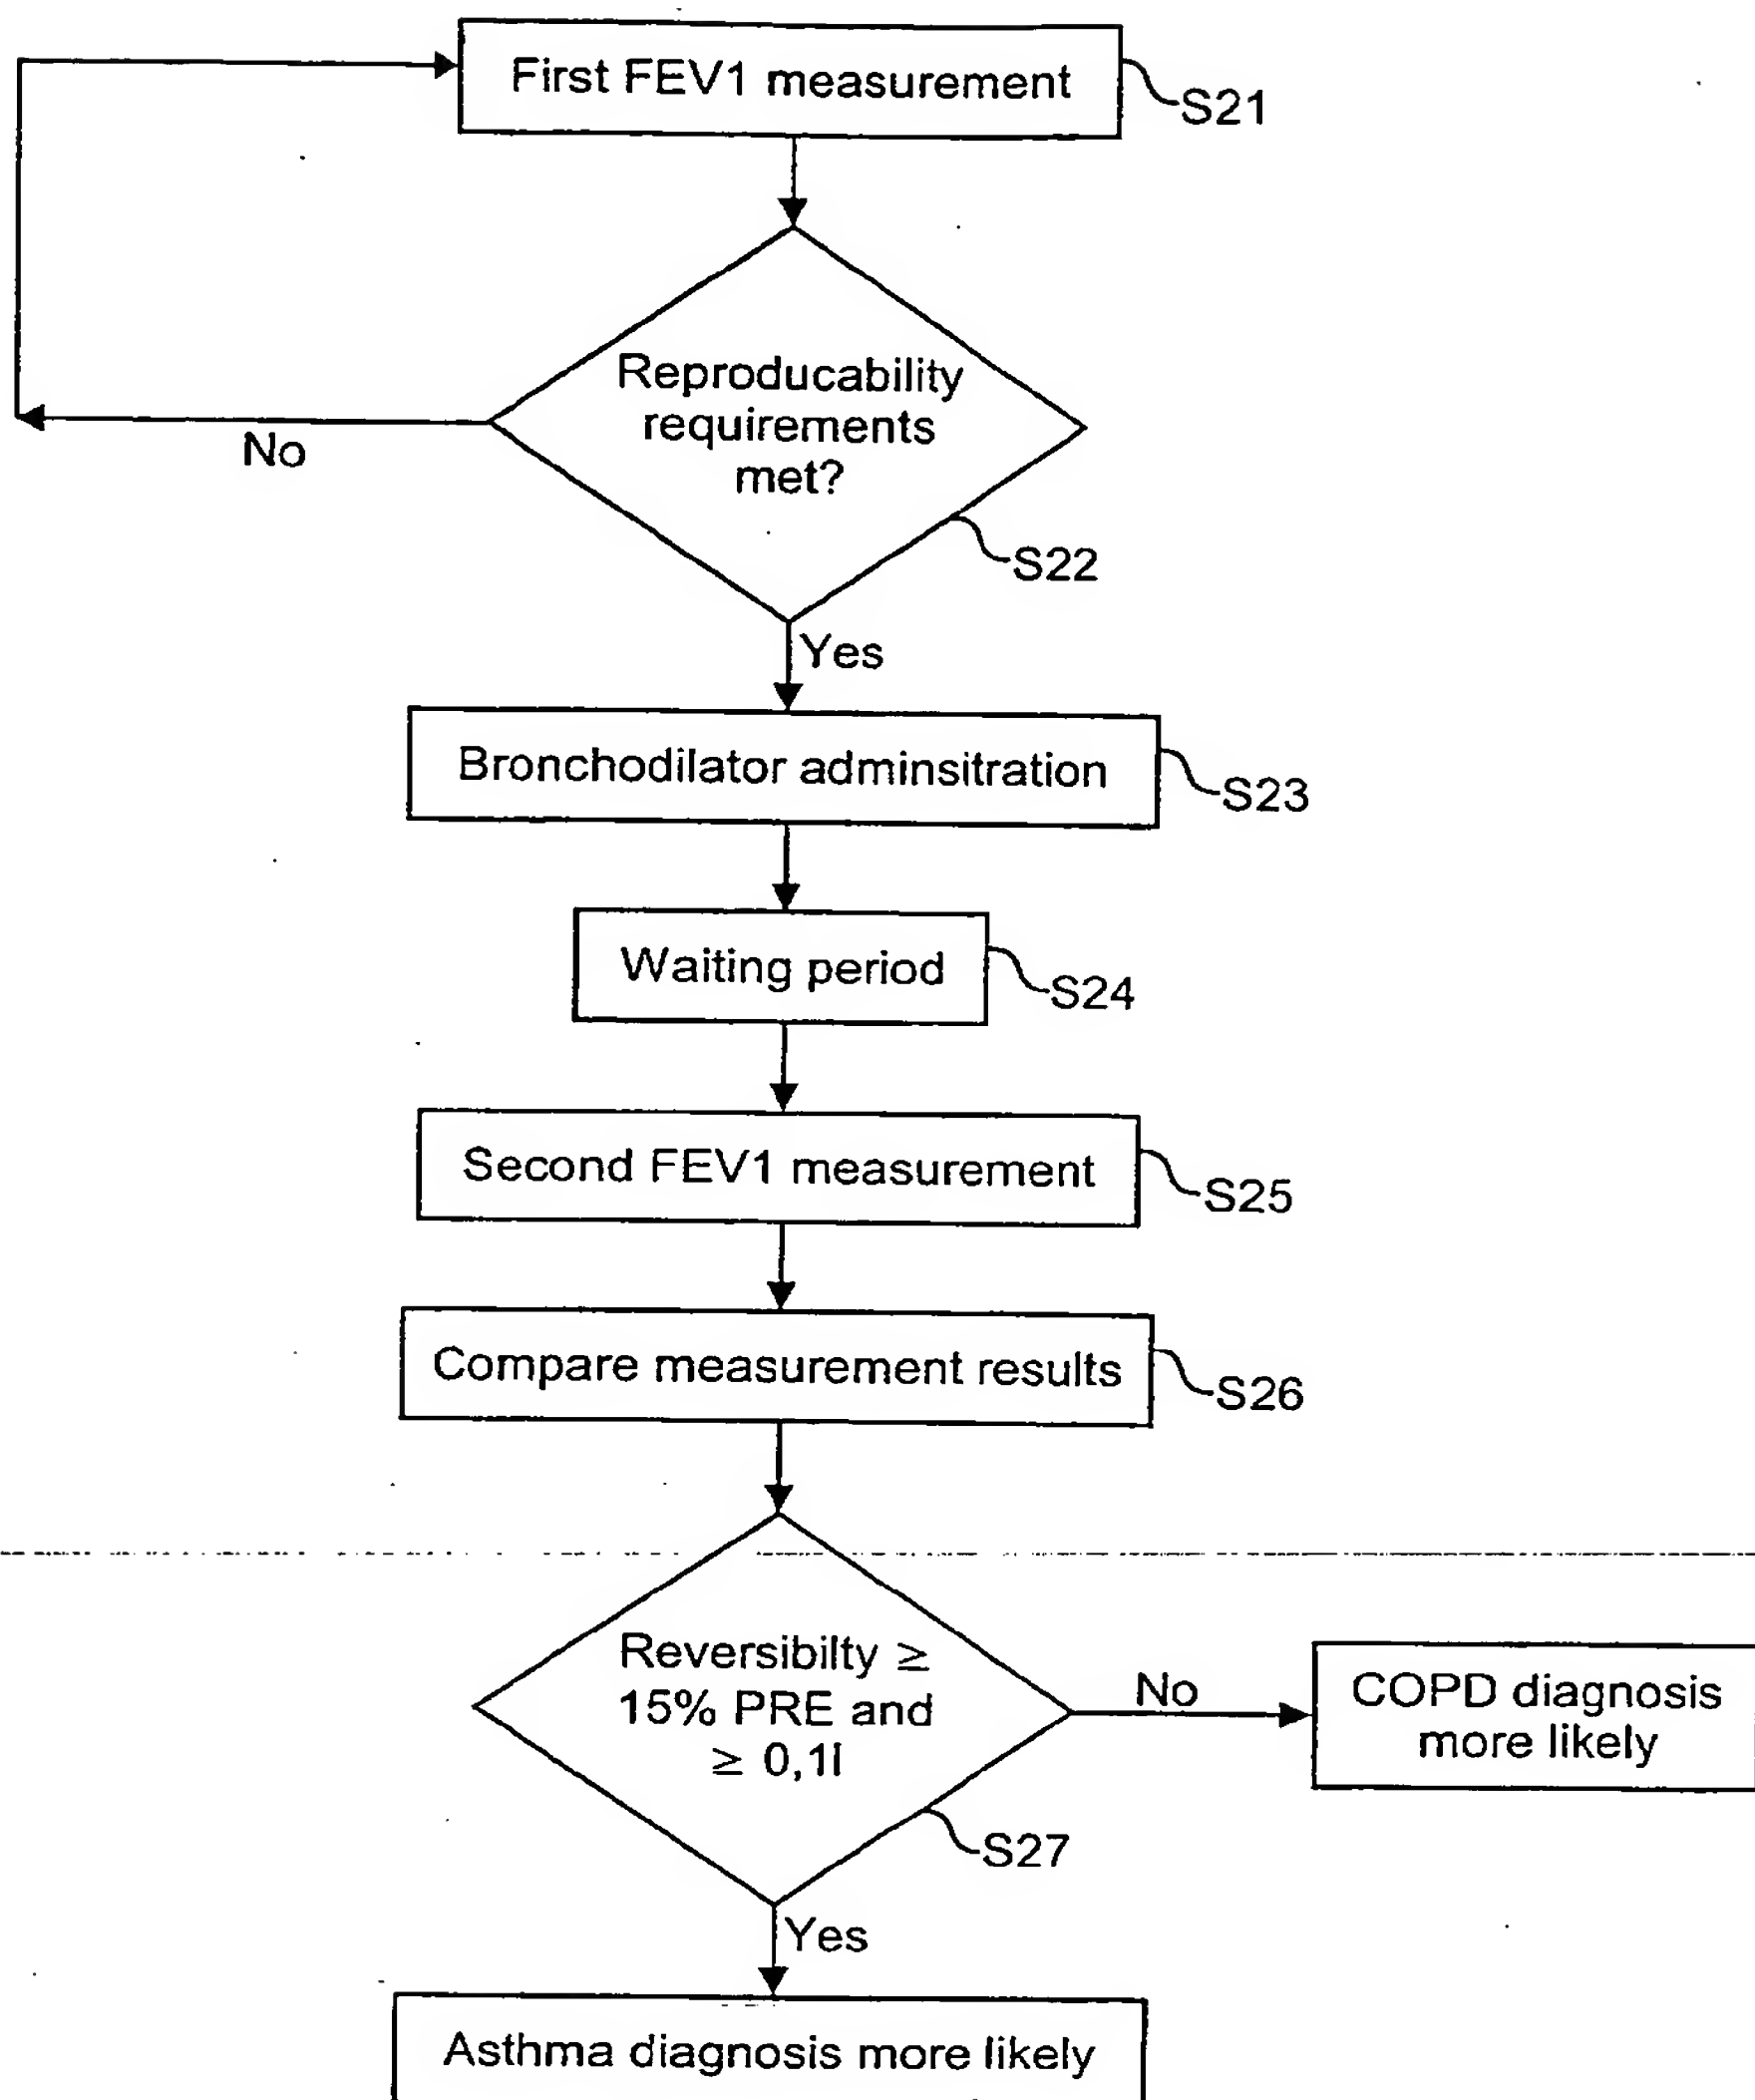 First FEV1 measurement
S21
Reproducability
requirements
met?
No
S22
Yes
Bronchodilator adminsitration
S23
Waiting period
S24
Second FEV1 measurement
S25
Compare measurement results
S26
Reversibilty ≥
15% PRE and
≥ 0,1l
No
COPD diagnosis
more likely
S27
Yes
Asthma diagnosis more likely